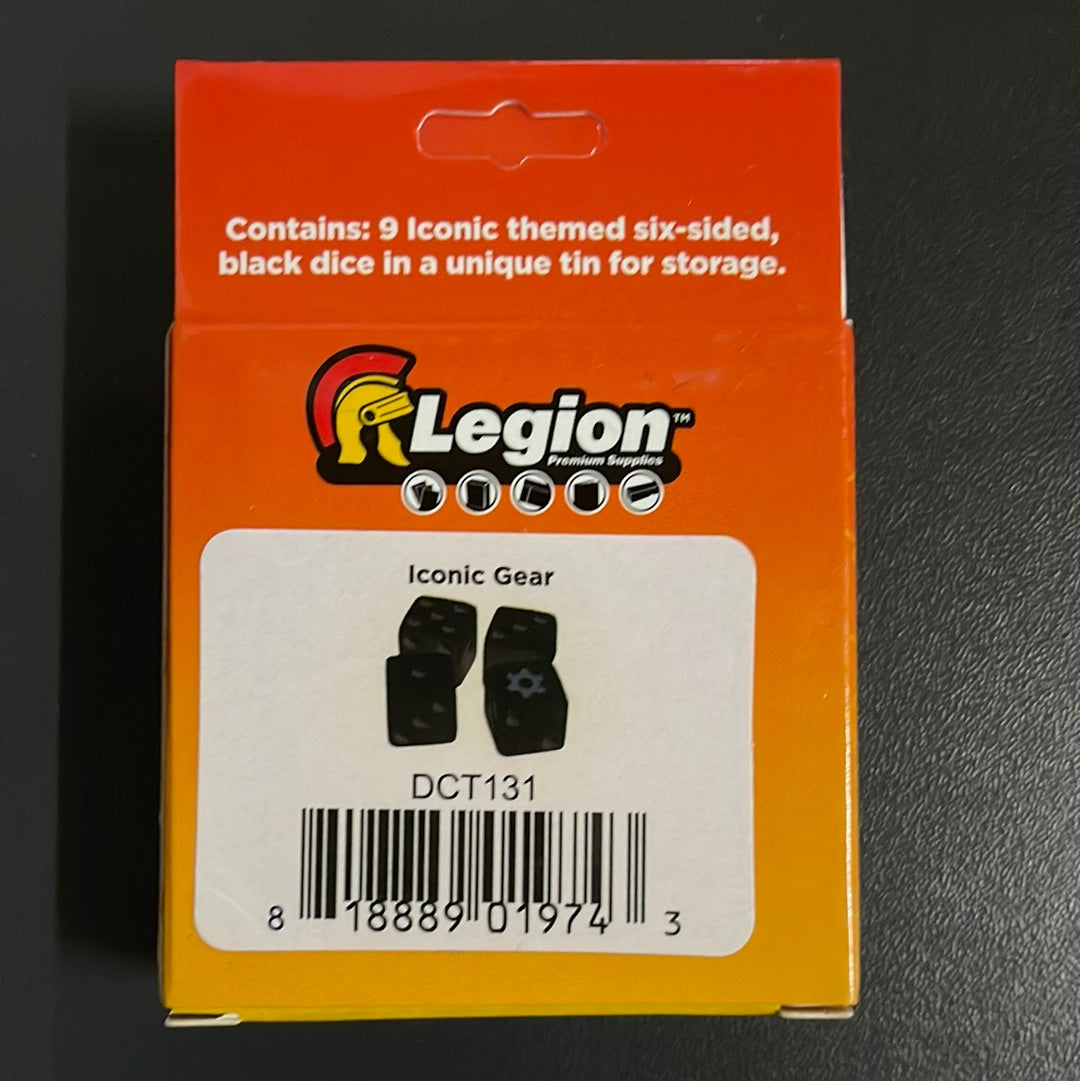 Contains: 9 Iconic themed six-sided,
black dice in a unique tin for storage.
Legion™
Premium Supplies
Iconic Gear
DCT131
8 18889 01974 3